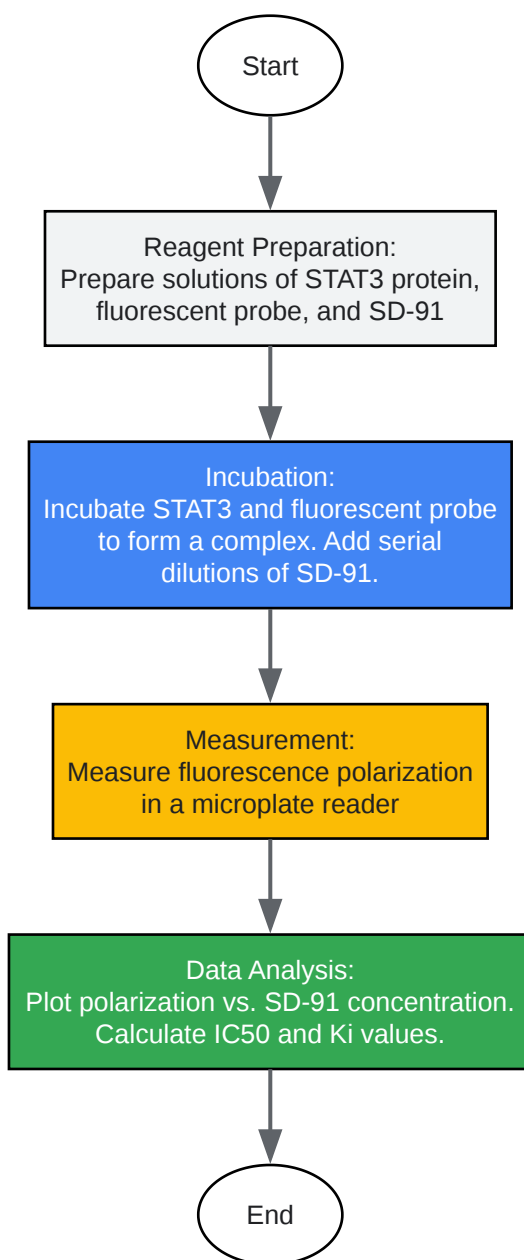 Start
Reagent Preparation:
Prepare solutions of STAT3 protein,
fluorescent probe, and SD-91
Incubation:
Incubate STAT3 and fluorescent probe
to form a complex. Add serial
dilutions of SD-91.
Measurement:
Measure fluorescence polarization
in a microplate reader
Data Analysis:
Plot polarization vs. SD-91 concentration.
Calculate IC50 and Ki values.
End